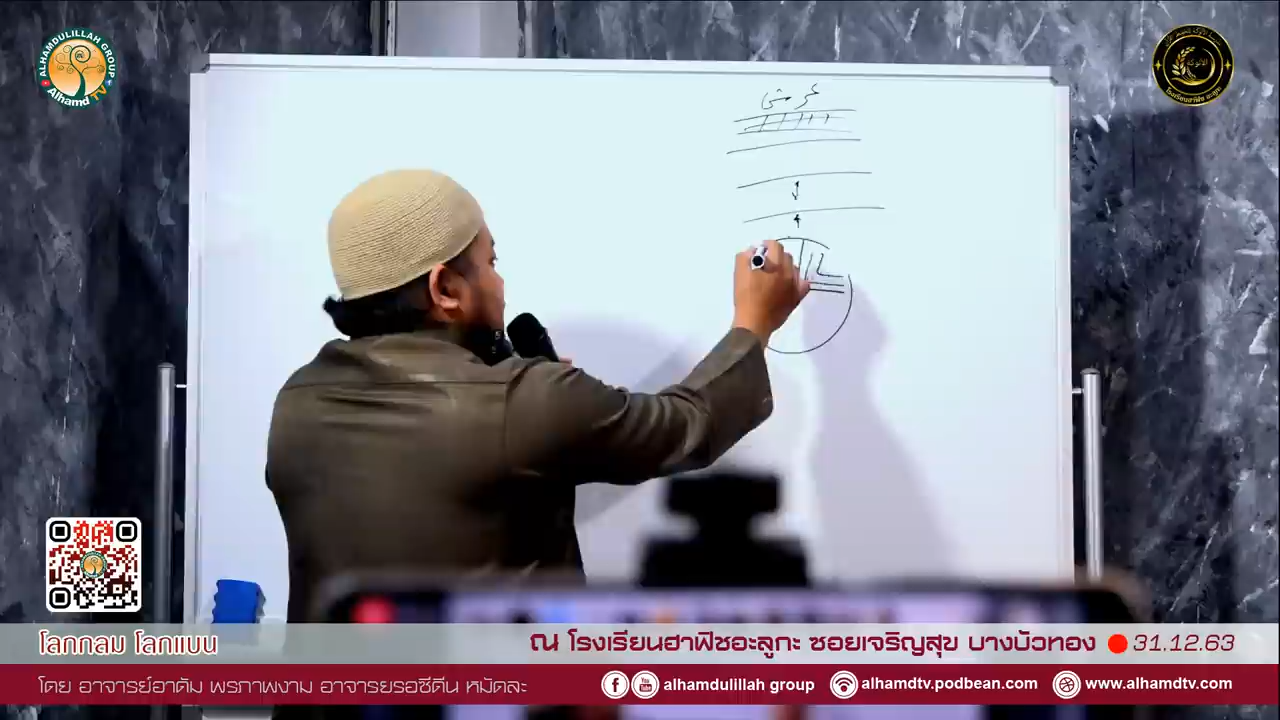 ALHAMDULILLAH GROUP
Alhamd TV
عرش
โลกกลม โลกแบน
ณ โรงเรียนฮาฟิซอะลูกะ ซอยเจริญสุข บางบัวทอง
31.12.63
โดย อาจารย์อาดัม พรภาพงาม อาจารยรอซีดีน หมัดละ
alhamdulillah group
alhamdtv.podbean.com
www.alhamdtv.com